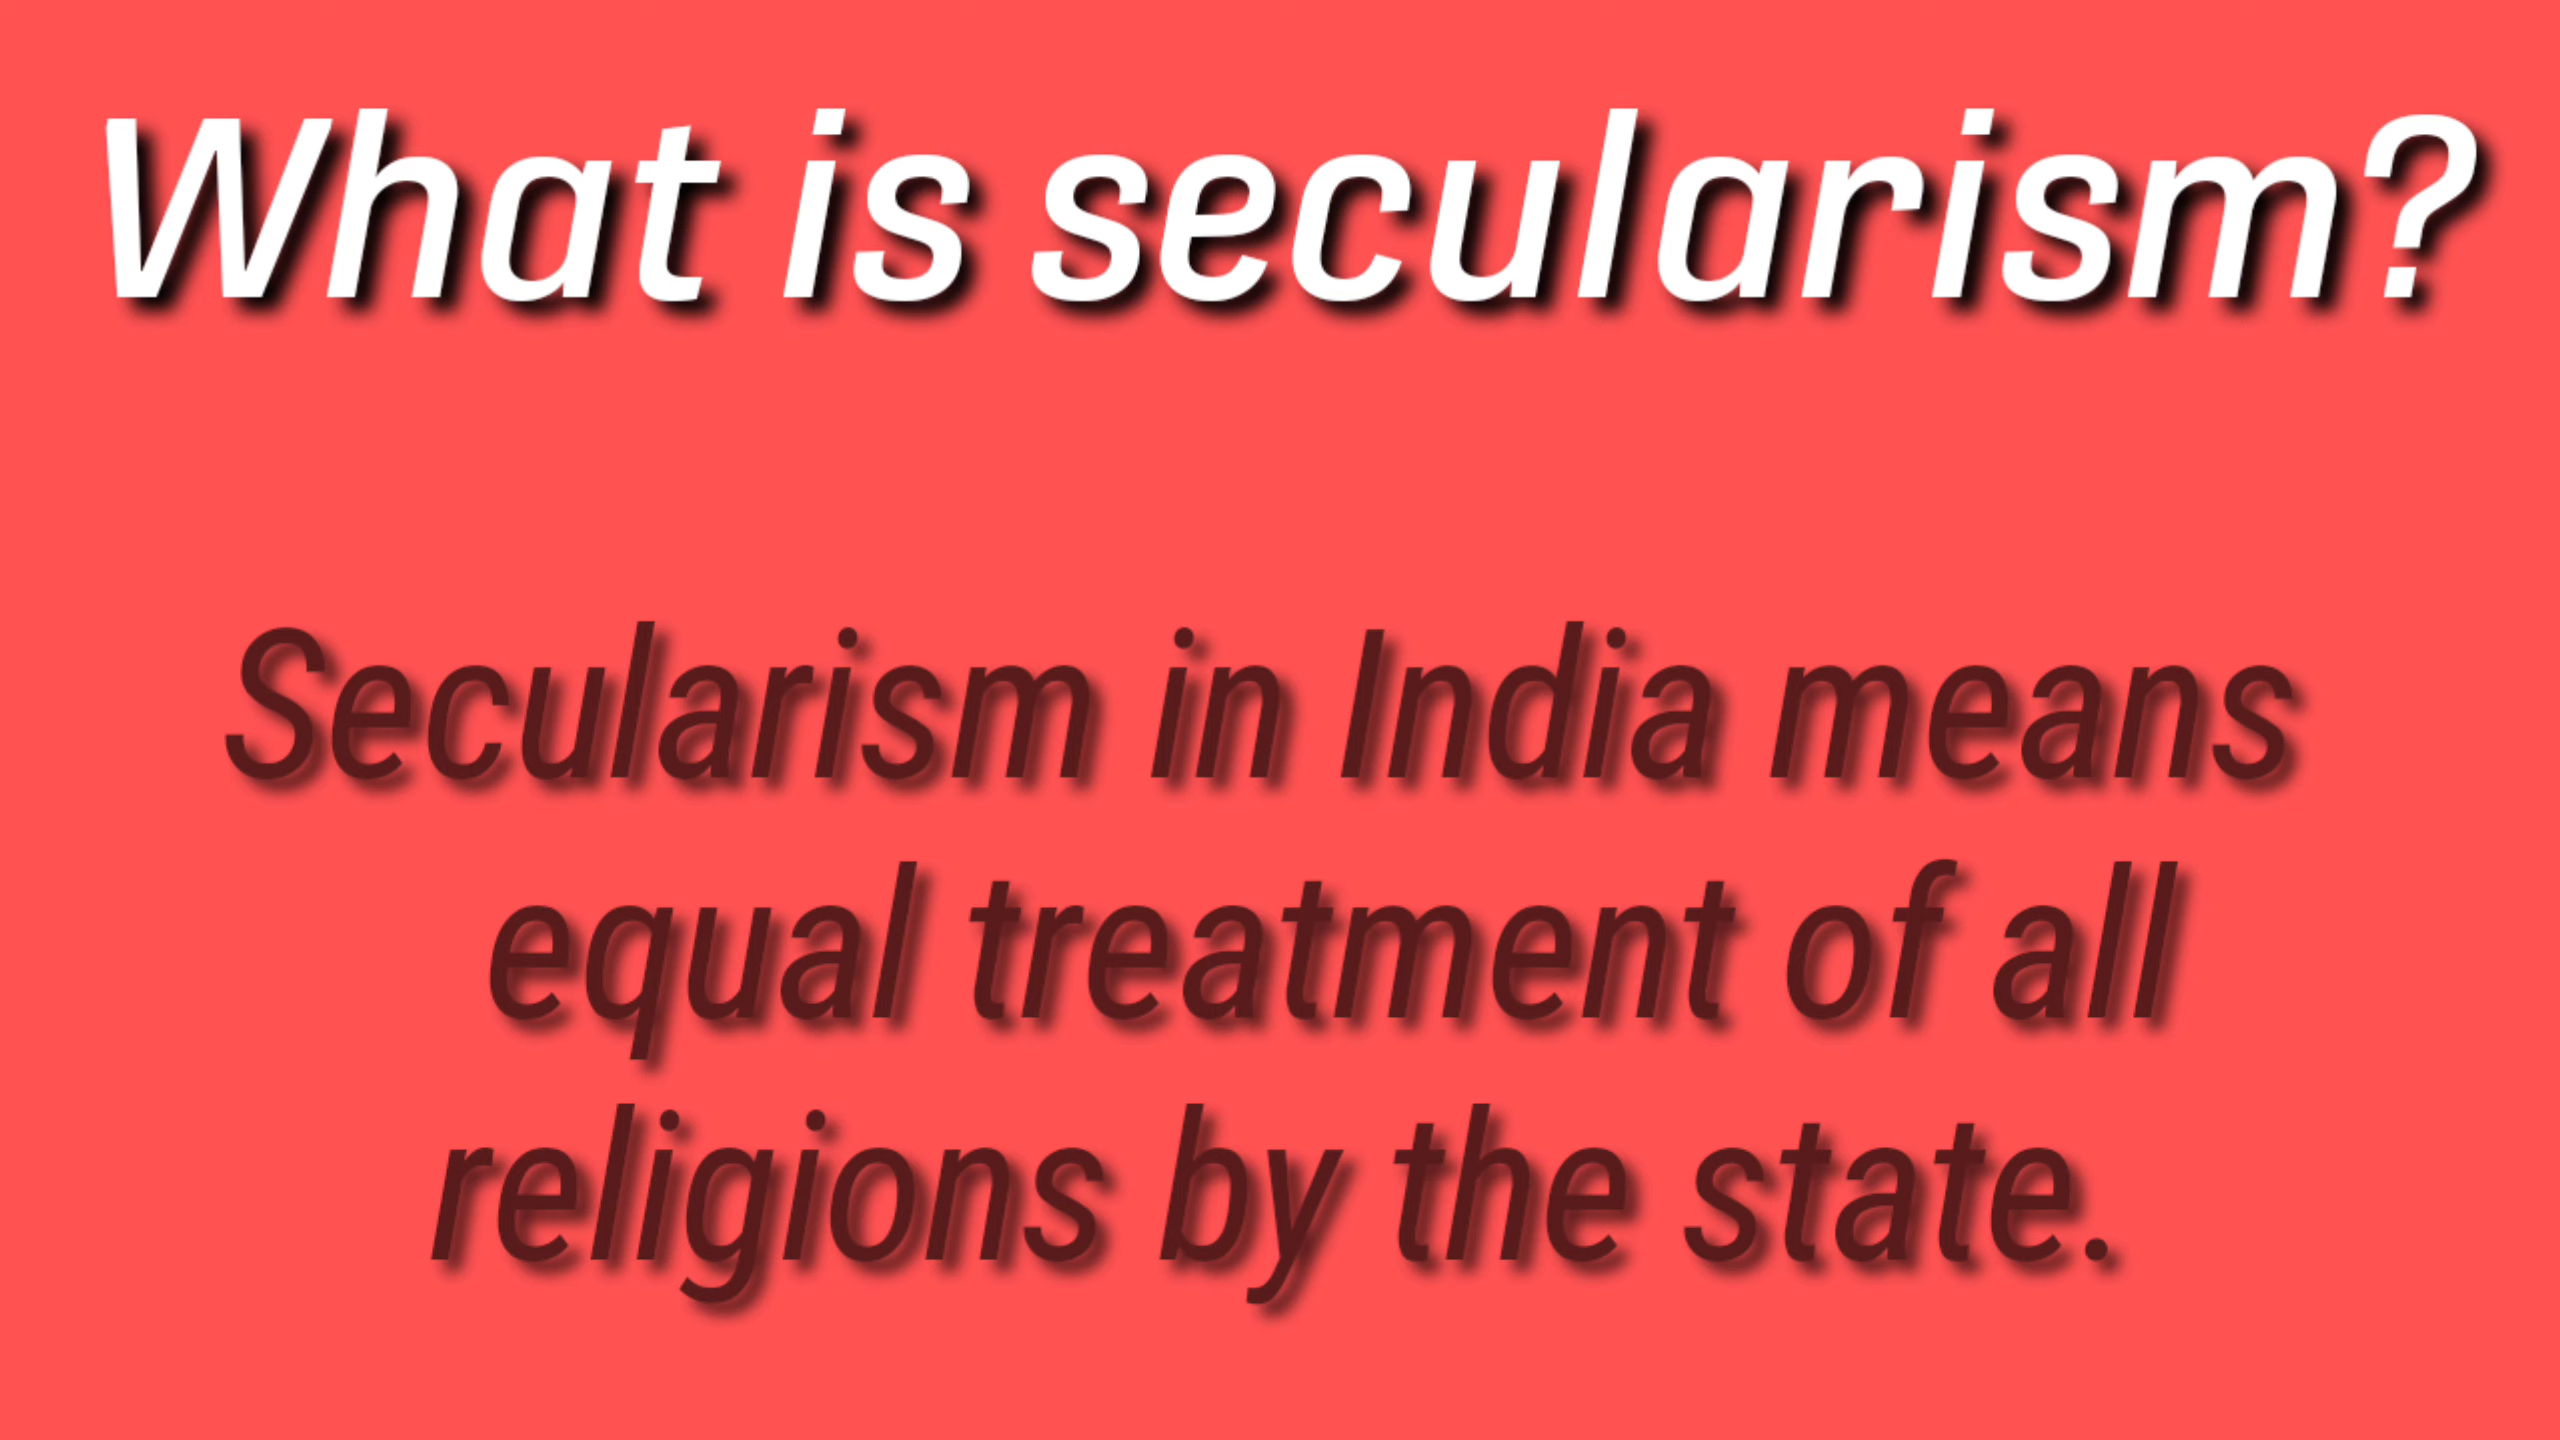 What is secularism?
Secularism in India means
equal treatment of all
religions by the state.